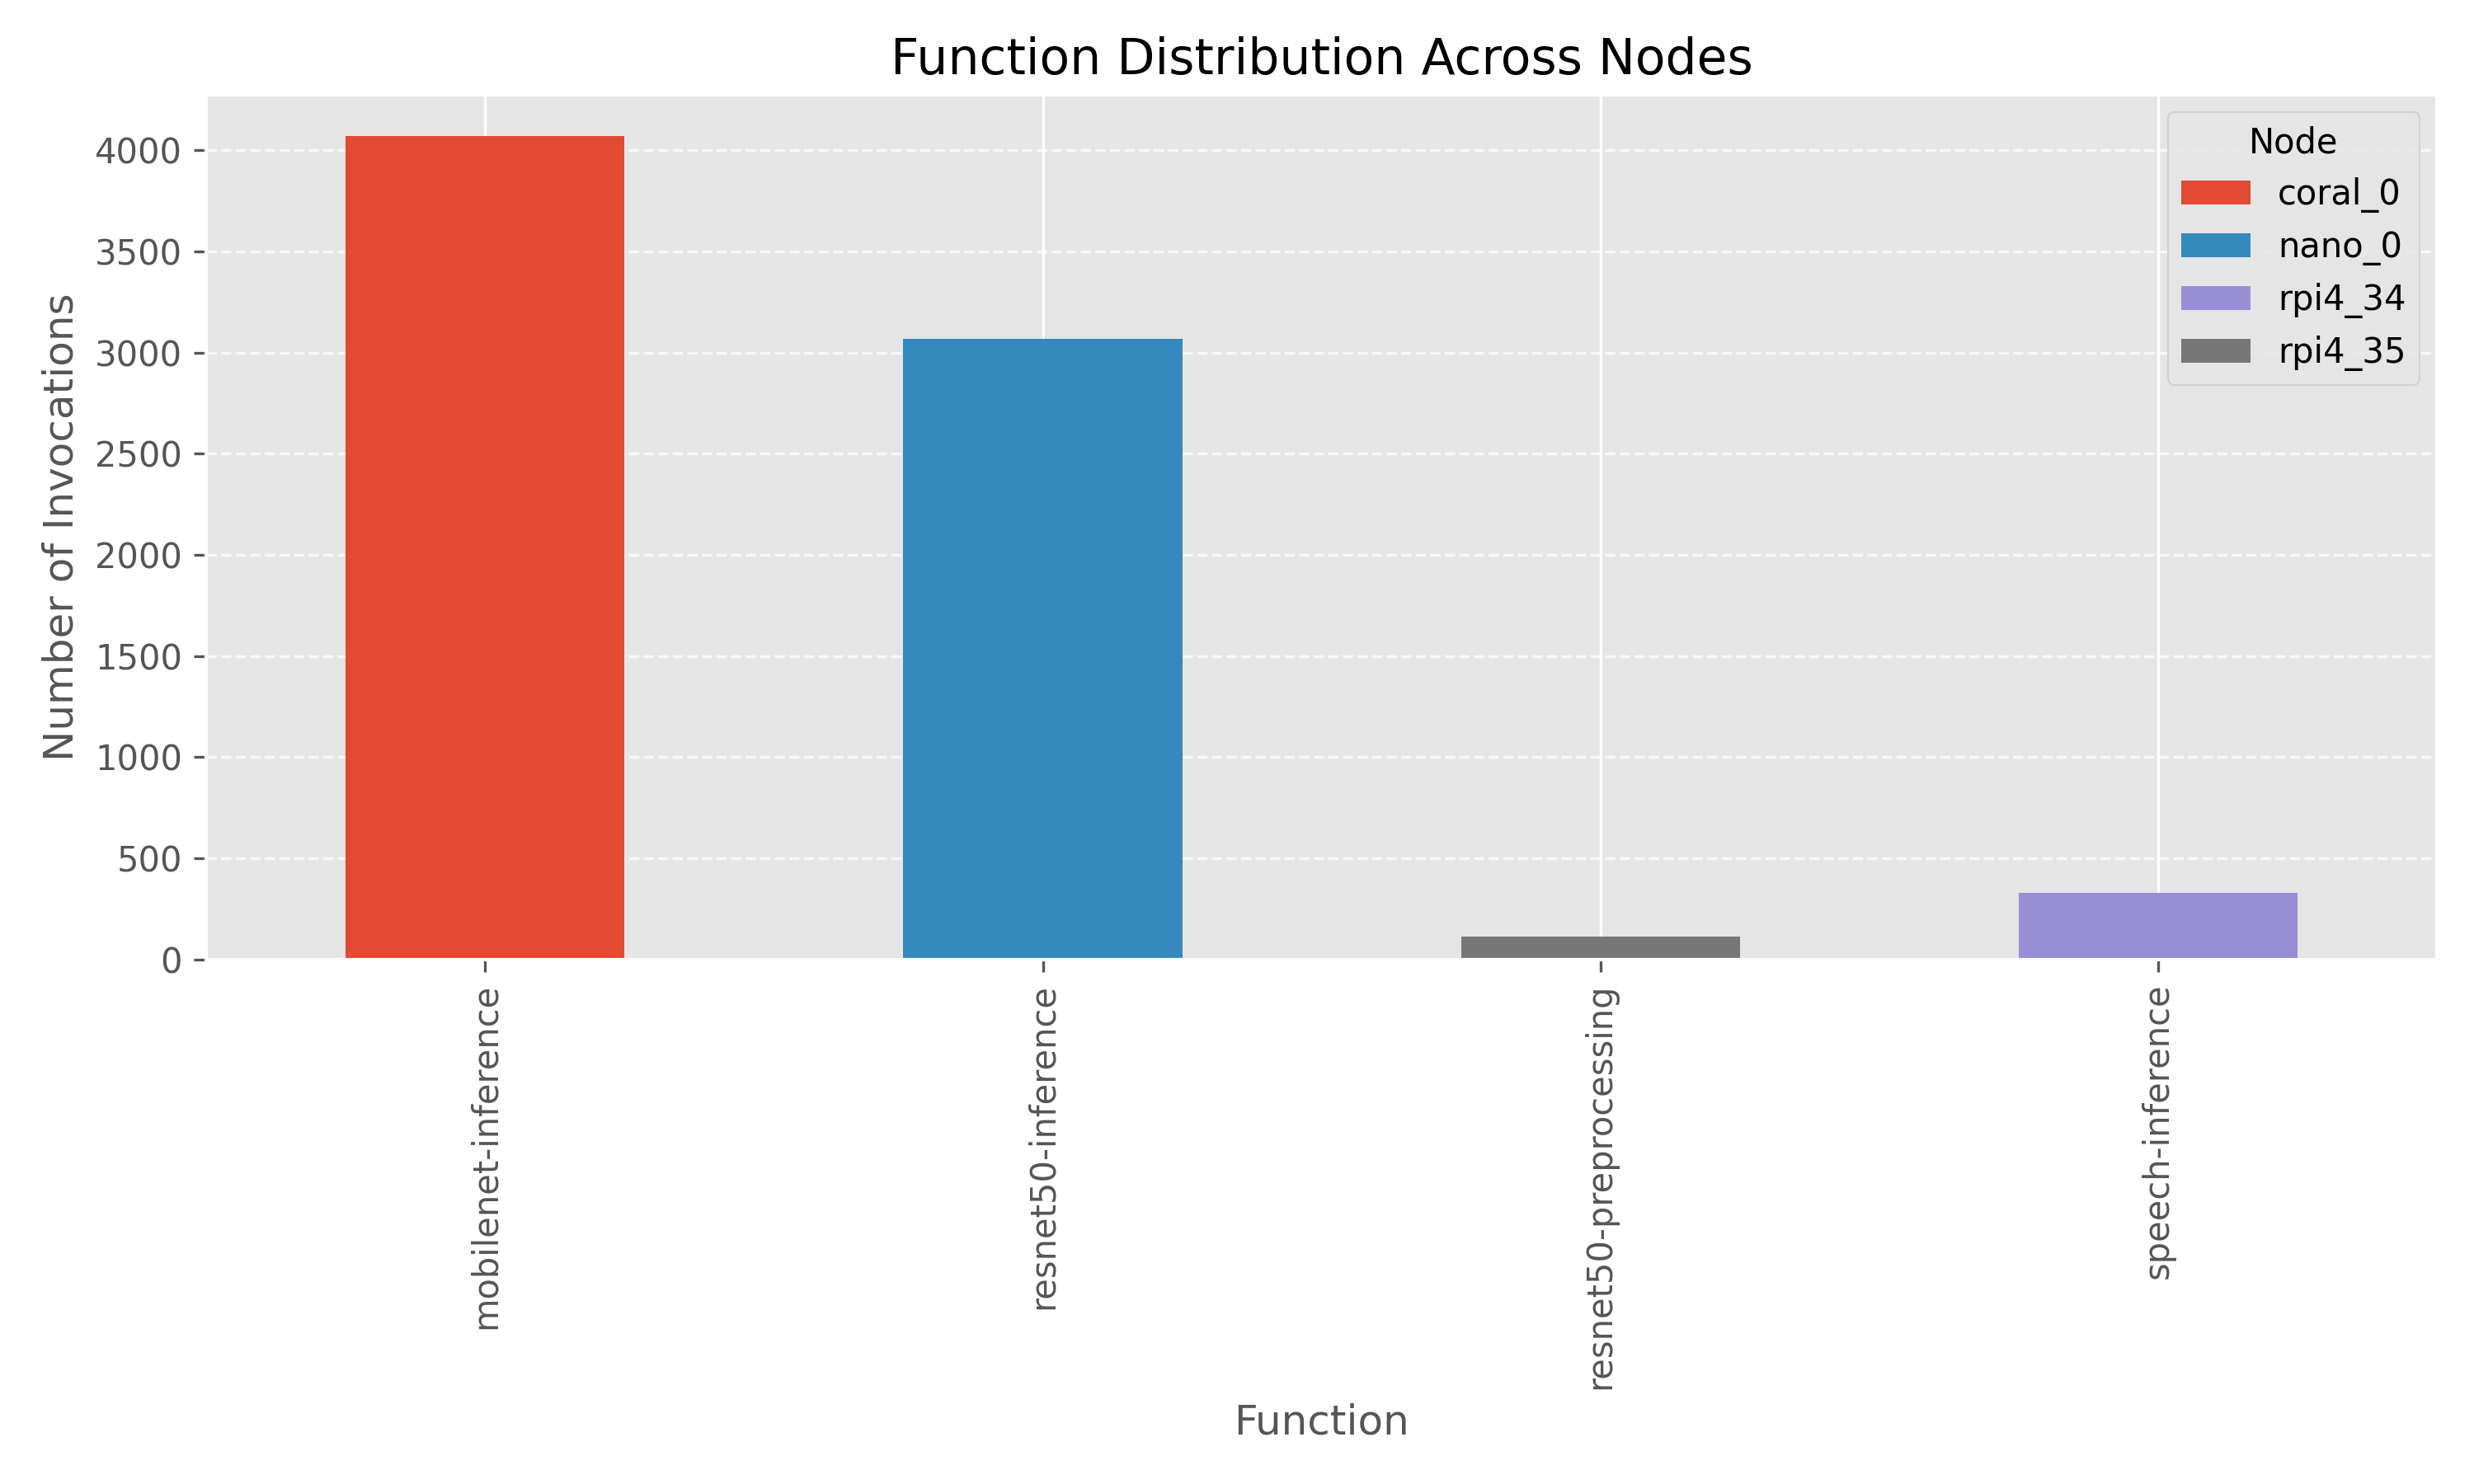 Function Distribution Across Nodes
Number of Invocations
4000
3500
3000
2500
2000
1500
1000
500
0
Node
coral_0
nano_0
rpi4_34
rpi4_35
mobilenet-inference
resnet50-inference
resnet50-preprocessing
speech-inference
Function